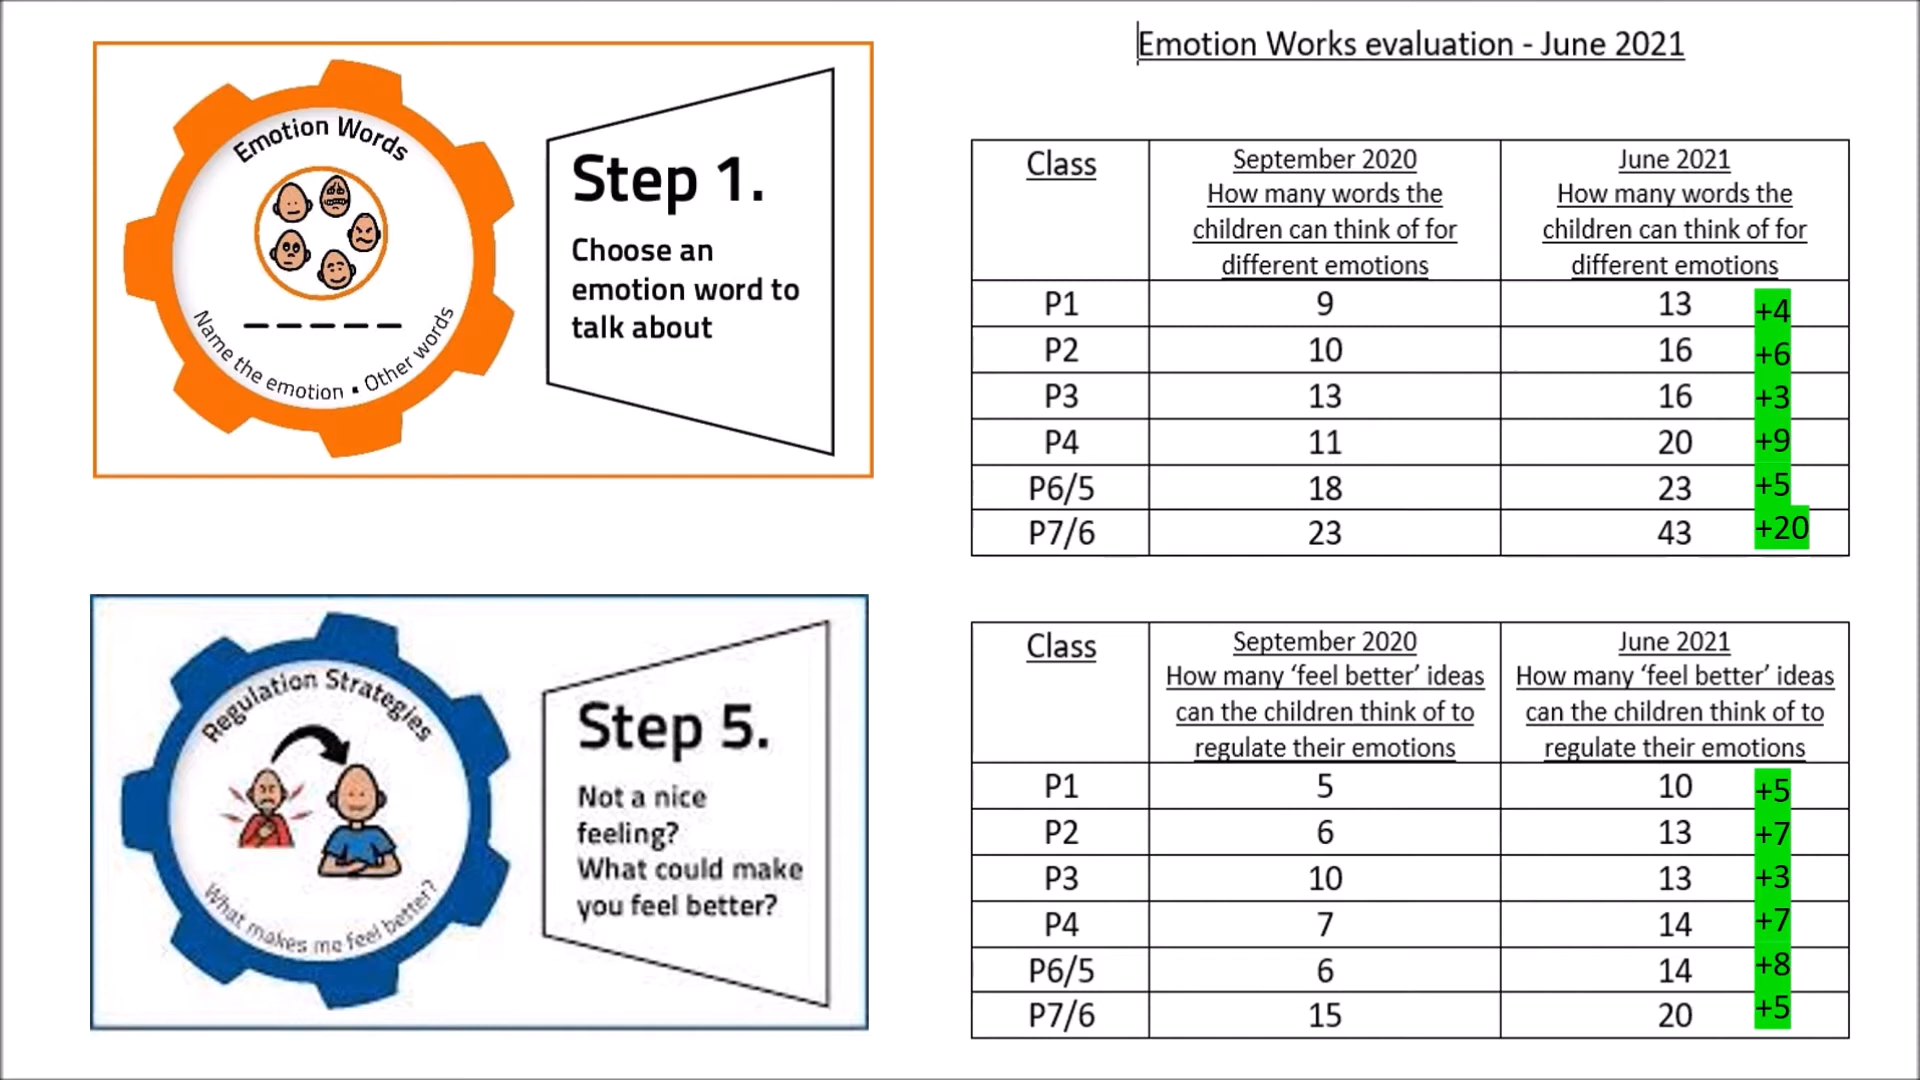 Emotion Words
Name the emotion ▪ Other words
Step 1.
Choose an
emotion word to
talk about
Regulation Strategies
What makes me feel better?
Step 5.
Not a nice
feeling?
What could make
you feel better?
Emotion Works evaluation - June 2021
Class September 2020 June 2021
How many words the How many words the
children can think of for children can think of for
different emotions different emotions
P1 9 13 +4
P2 10 16 +6
P3 13 16 +3
P4 11 20 +9
P6/5 18 23 +5
P7/6 23 43 +20
Class September 2020 June 2021
How many ‘feel better’ ideas How many ‘feel better’ ideas
can the children think of to can the children think of to
regulate their emotions regulate their emotions
P1 5 10 +5
P2 6 13 +7
P3 10 13 +3
P4 7 14 +7
P6/5 6 14 +8
P7/6 15 20 +5